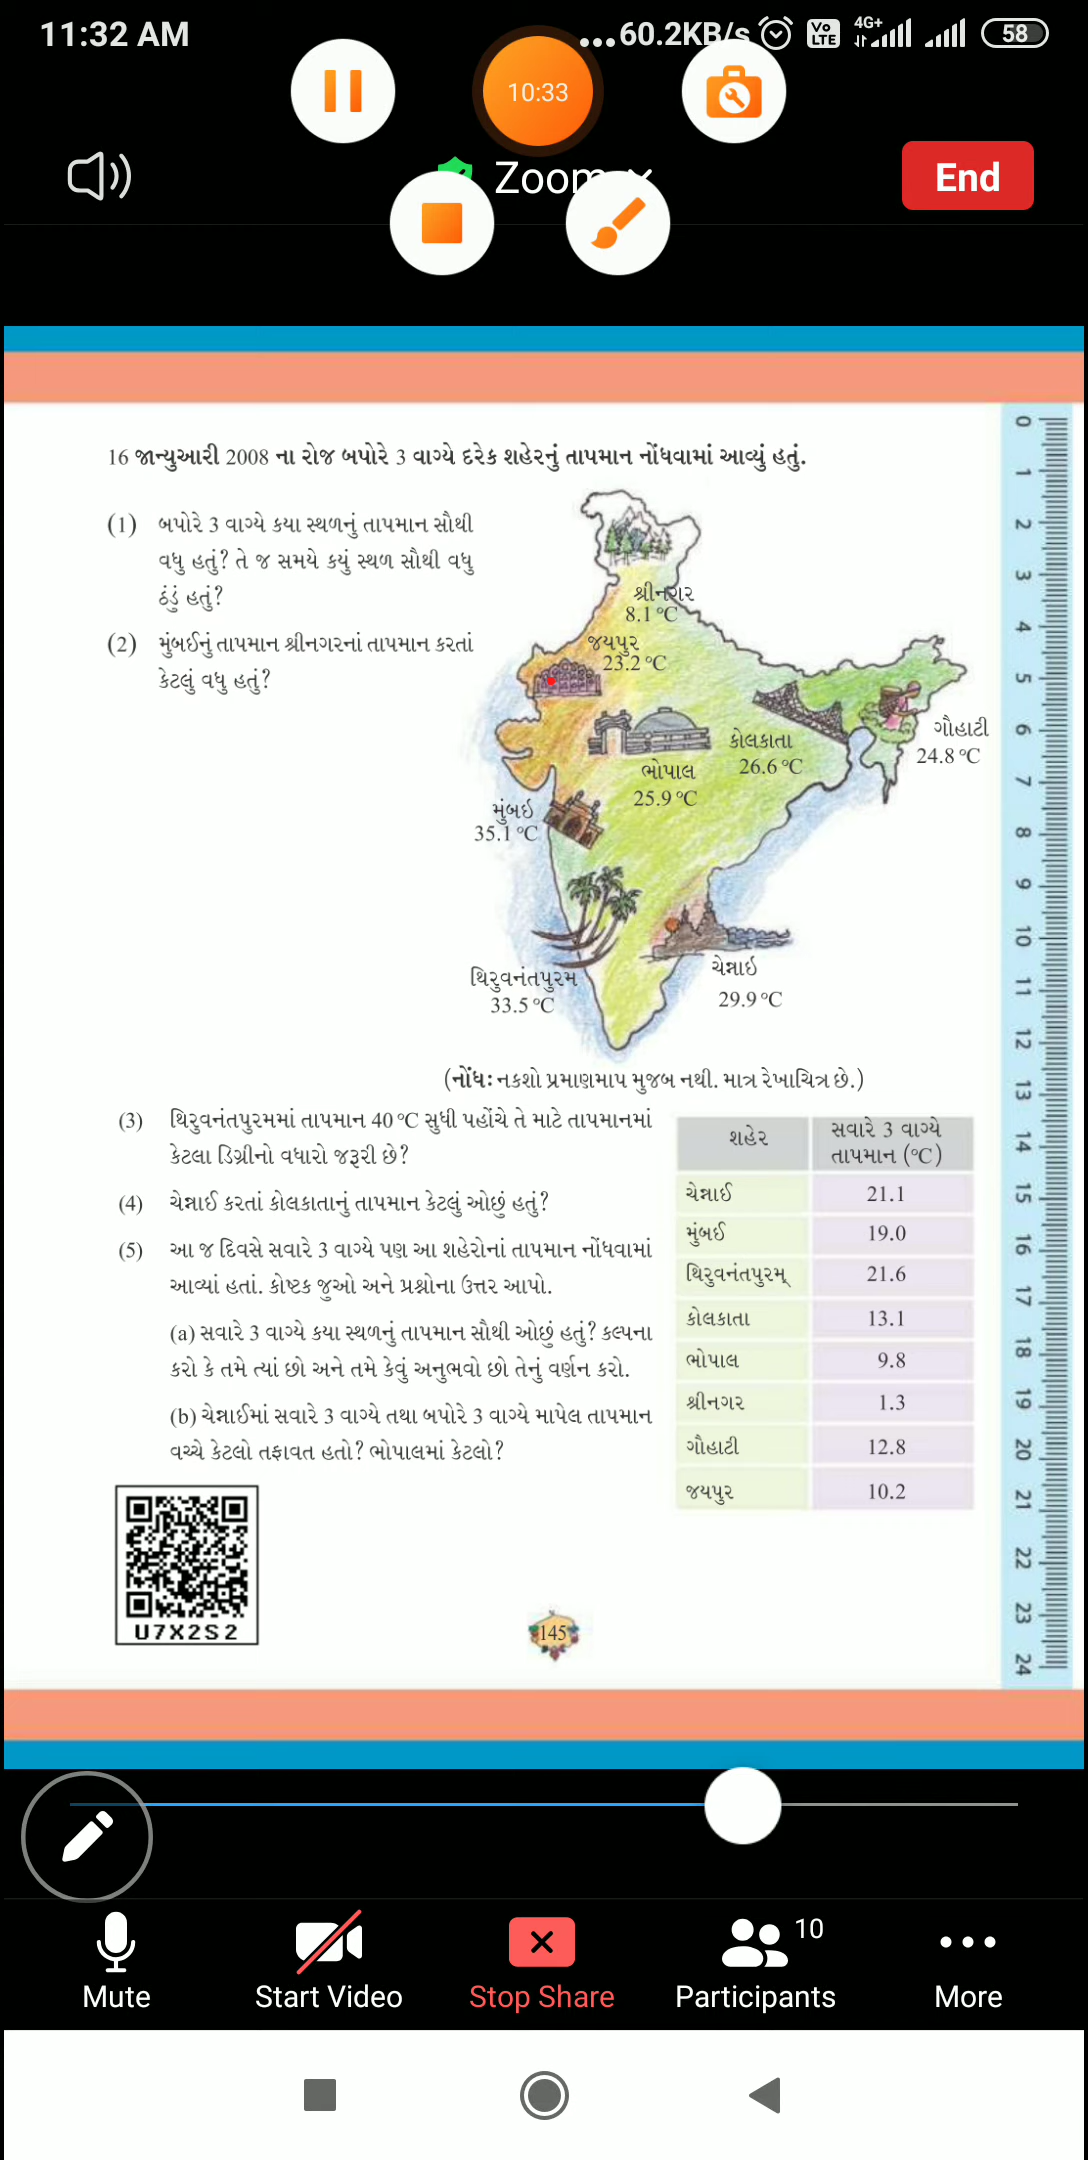 11:32 AM
...60.2KB/s
Vo LTE
4G+
58
10:33
Zoom
End
16 જાન્યુઆરી 2008 ના રોજ બપોરે 3 વાગ્યે દરેક શહેરનું તાપમાન નોંધવામાં આવ્યું હતું.
(1) બપોરે 3 વાગ્યે કયા સ્થળનું તાપમાન સૌથી
વધુ હતું? તે જ સમયે કયું સ્થળ સૌથી વધુ
ઠંડું હતું?
(2) મુંબઈનું તાપમાન શ્રીનગરનાં તાપમાન કરતાં
કેટલું વધુ હતું?
શ્રીનગર
8.1 °C
જયપુર
23.2 °C
ગૌહાટી
24.8 °C
કોલકાતા
26.6 °C
ભોપાલ
25.9 °C
મુંબઇ
35.1 °C
થિરુવનંતપુરમ
33.5 °C
ચેન્નાઇ
29.9 °C
(નોંધ: નકશો પ્રમાણમાપ મુજબ નથી. માત્ર રેખાચિત્ર છે.)
(3) થિરુવનંતપુરમમાં તાપમાન 40 °C સુધી પહોંચે તે માટે તાપમાનમાં
કેટલા ડિગ્રીનો વધારો જરૂરી છે?
(4) ચેન્નાઈ કરતાં કોલકાતાનું તાપમાન કેટલું ઓછું હતું?
(5) આ જ દિવસે સવારે 3 વાગ્યે પણ આ શહેરોનાં તાપમાન નોંધવામાં
આવ્યાં હતાં. કોષ્ટક જુઓ અને પ્રશ્નોના ઉત્તર આપો.
(a) સવારે 3 વાગ્યે કયા સ્થળનું તાપમાન સૌથી ઓછું હતું? કલ્પના
કરો કે તમે ત્યાં છો અને તમે કેવું અનુભવો છો તેનું વર્ણન કરો.
(b) ચેન્નાઈમાં સવારે 3 વાગ્યે તથા બપોરે 3 વાગ્યે માપેલ તાપમાન
વચ્ચે કેટલો તફાવત હતો? ભોપાલમાં કેટલો?
શહેર સવારે 3 વાગ્યે તાપમાન (°C)
ચેન્નાઈ 21.1
મુંબઈ 19.0
થિરુવનંતપુરમ્ 21.6
કોલકાતા 13.1
ભોપાલ 9.8
શ્રીનગર 1.3
ગૌહાટી 12.8
જયપુર 10.2
U7X2S2
145
0
1
2
3
4
5
6
7
8
9
10
11
12
13
14
15
16
17
18
19
20
21
22
23
24
Mute
Start Video
Stop Share
10
Participants
More